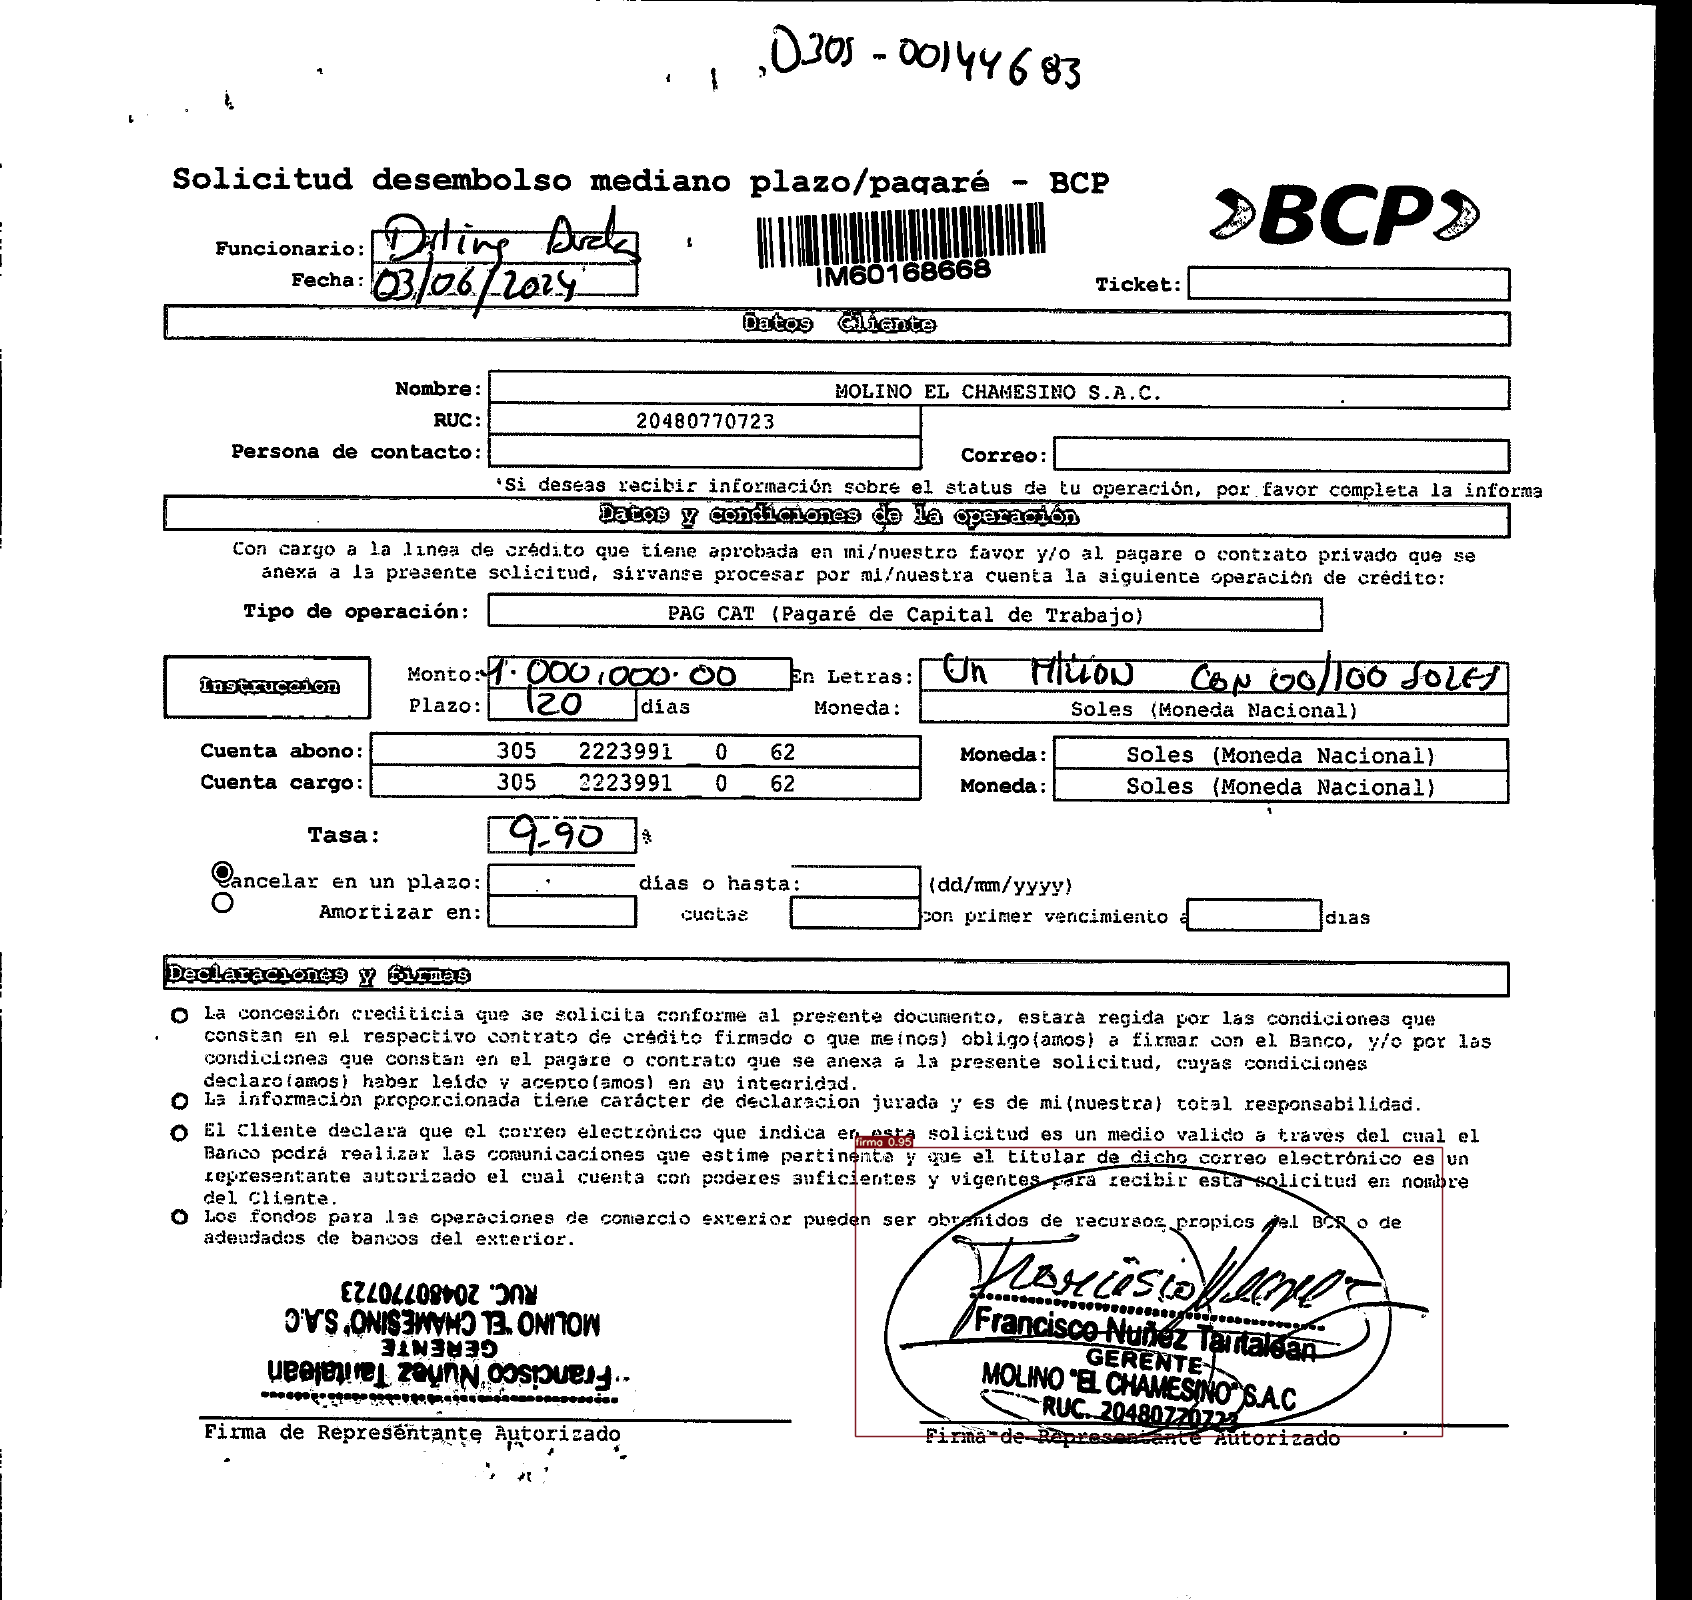 D305-00144683
Solicitud desembolso mediano plazo/pagaré - BCP
BCP
Funcionario:
Fecha: 03/06/2024
IM60168668
Ticket:
Datos Cliente
Nombre: MOLINO EL CHAMESINO S.A.C.
RUC: 20480770723
Persona de contacto: Correo:
*Si deseas recibir información sobre el status de tu operación, por favor completa la informa
Datos y condiciones de la operación
Con cargo a la linea de crédito que tiene aprobada en mi/nuestro favor y/o al pagare o contrato privado que se
anexa a la presente solicitud, sirvanse procesar por mi/nuestra cuenta la siguiente operación de crédito:
Tipo de operación: PAG CAT (Pagaré de Capital de Trabajo)
Instruccion
Monto: 1.000,000.00 En Letras: Un MILLON CON 00/100 SOLES
Plazo: 120 días Moneda: Soles (Moneda Nacional)
Cuenta abono: 305 2223991 0 62 Moneda: Soles (Moneda Nacional)
Cuenta cargo: 305 2223991 0 62 Moneda: Soles (Moneda Nacional)
Tasa: 9.90 %
Cancelar en un plazo: días o hasta: (dd/mm/yyyy)
Amortizar en: cuotas con primer vencimiento a días
Declaraciones y firmas
La concesión crediticia que se solicita conforme al presente documento, estará regida por las condiciones que
constan en el respectivo contrato de crédito firmado o que me(nos) obligo(amos) a firmar con el Banco, y/o por las
condiciones que constan en el pagare o contrato que se anexa a la presente solicitud, cuyas condiciones
declaro(amos) haber leído y acepto(amos) en su integridad.
La información proporcionada tiene carácter de declaracion jurada y es de mi(nuestra) total responsabilidad.
El Cliente declara que el correo electrónico que indica en esta solicitud es un medio valido a traves del cual el
Banco podrá realizar las comunicaciones que estime pertinente y que el titular de dicho correo electrónico es un
representante autorizado el cual cuenta con poderes suficientes y vigentes para recibir esta solicitud en nombre
del Cliente.
Los fondos para las operaciones de comercio exterior pueden ser obtenidos de recursos propios del BCP o de
adeudados de bancos del exterior.
firma 0.95
Francisco Nuñez Tantalean
GERENTE
MOLINO "EL CHAMESINO" S.A.C
RUC. 20480770723
Firma de Representante Autorizado
Francisco Nuñez Tantalean
GERENTE
MOLINO "EL CHAMESINO" S.A.C
RUC. 20480770723
Firma de Representante Autorizado